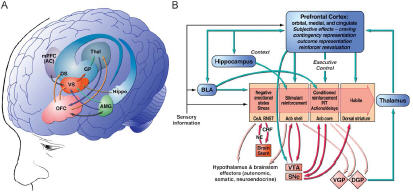 A
mPFC
(AC)
DS
Thal
GP
VS
Hippo
OFC
AMG
B
Prefrontal Cortex:
orbital, medial, and cingulate
Subjective effects – craving
contingency representation
outcome representation
reinforcer revaluation
Context
Hippocampus
Executive
Control
BLA
Thalamus
Sensory
information
Negative
emotional
states
Stress
Stimulant
reinforcement
Conditioned
reinforcement
PIT
Habits
CeA, BNST
Acb shell
Acb core
Dorsal striatum
CRF
NE
Hypothalamus & brainstem
effectors (autonomic,
somatic, neuroendocrine)
VTA
SNc
VGP
DGP